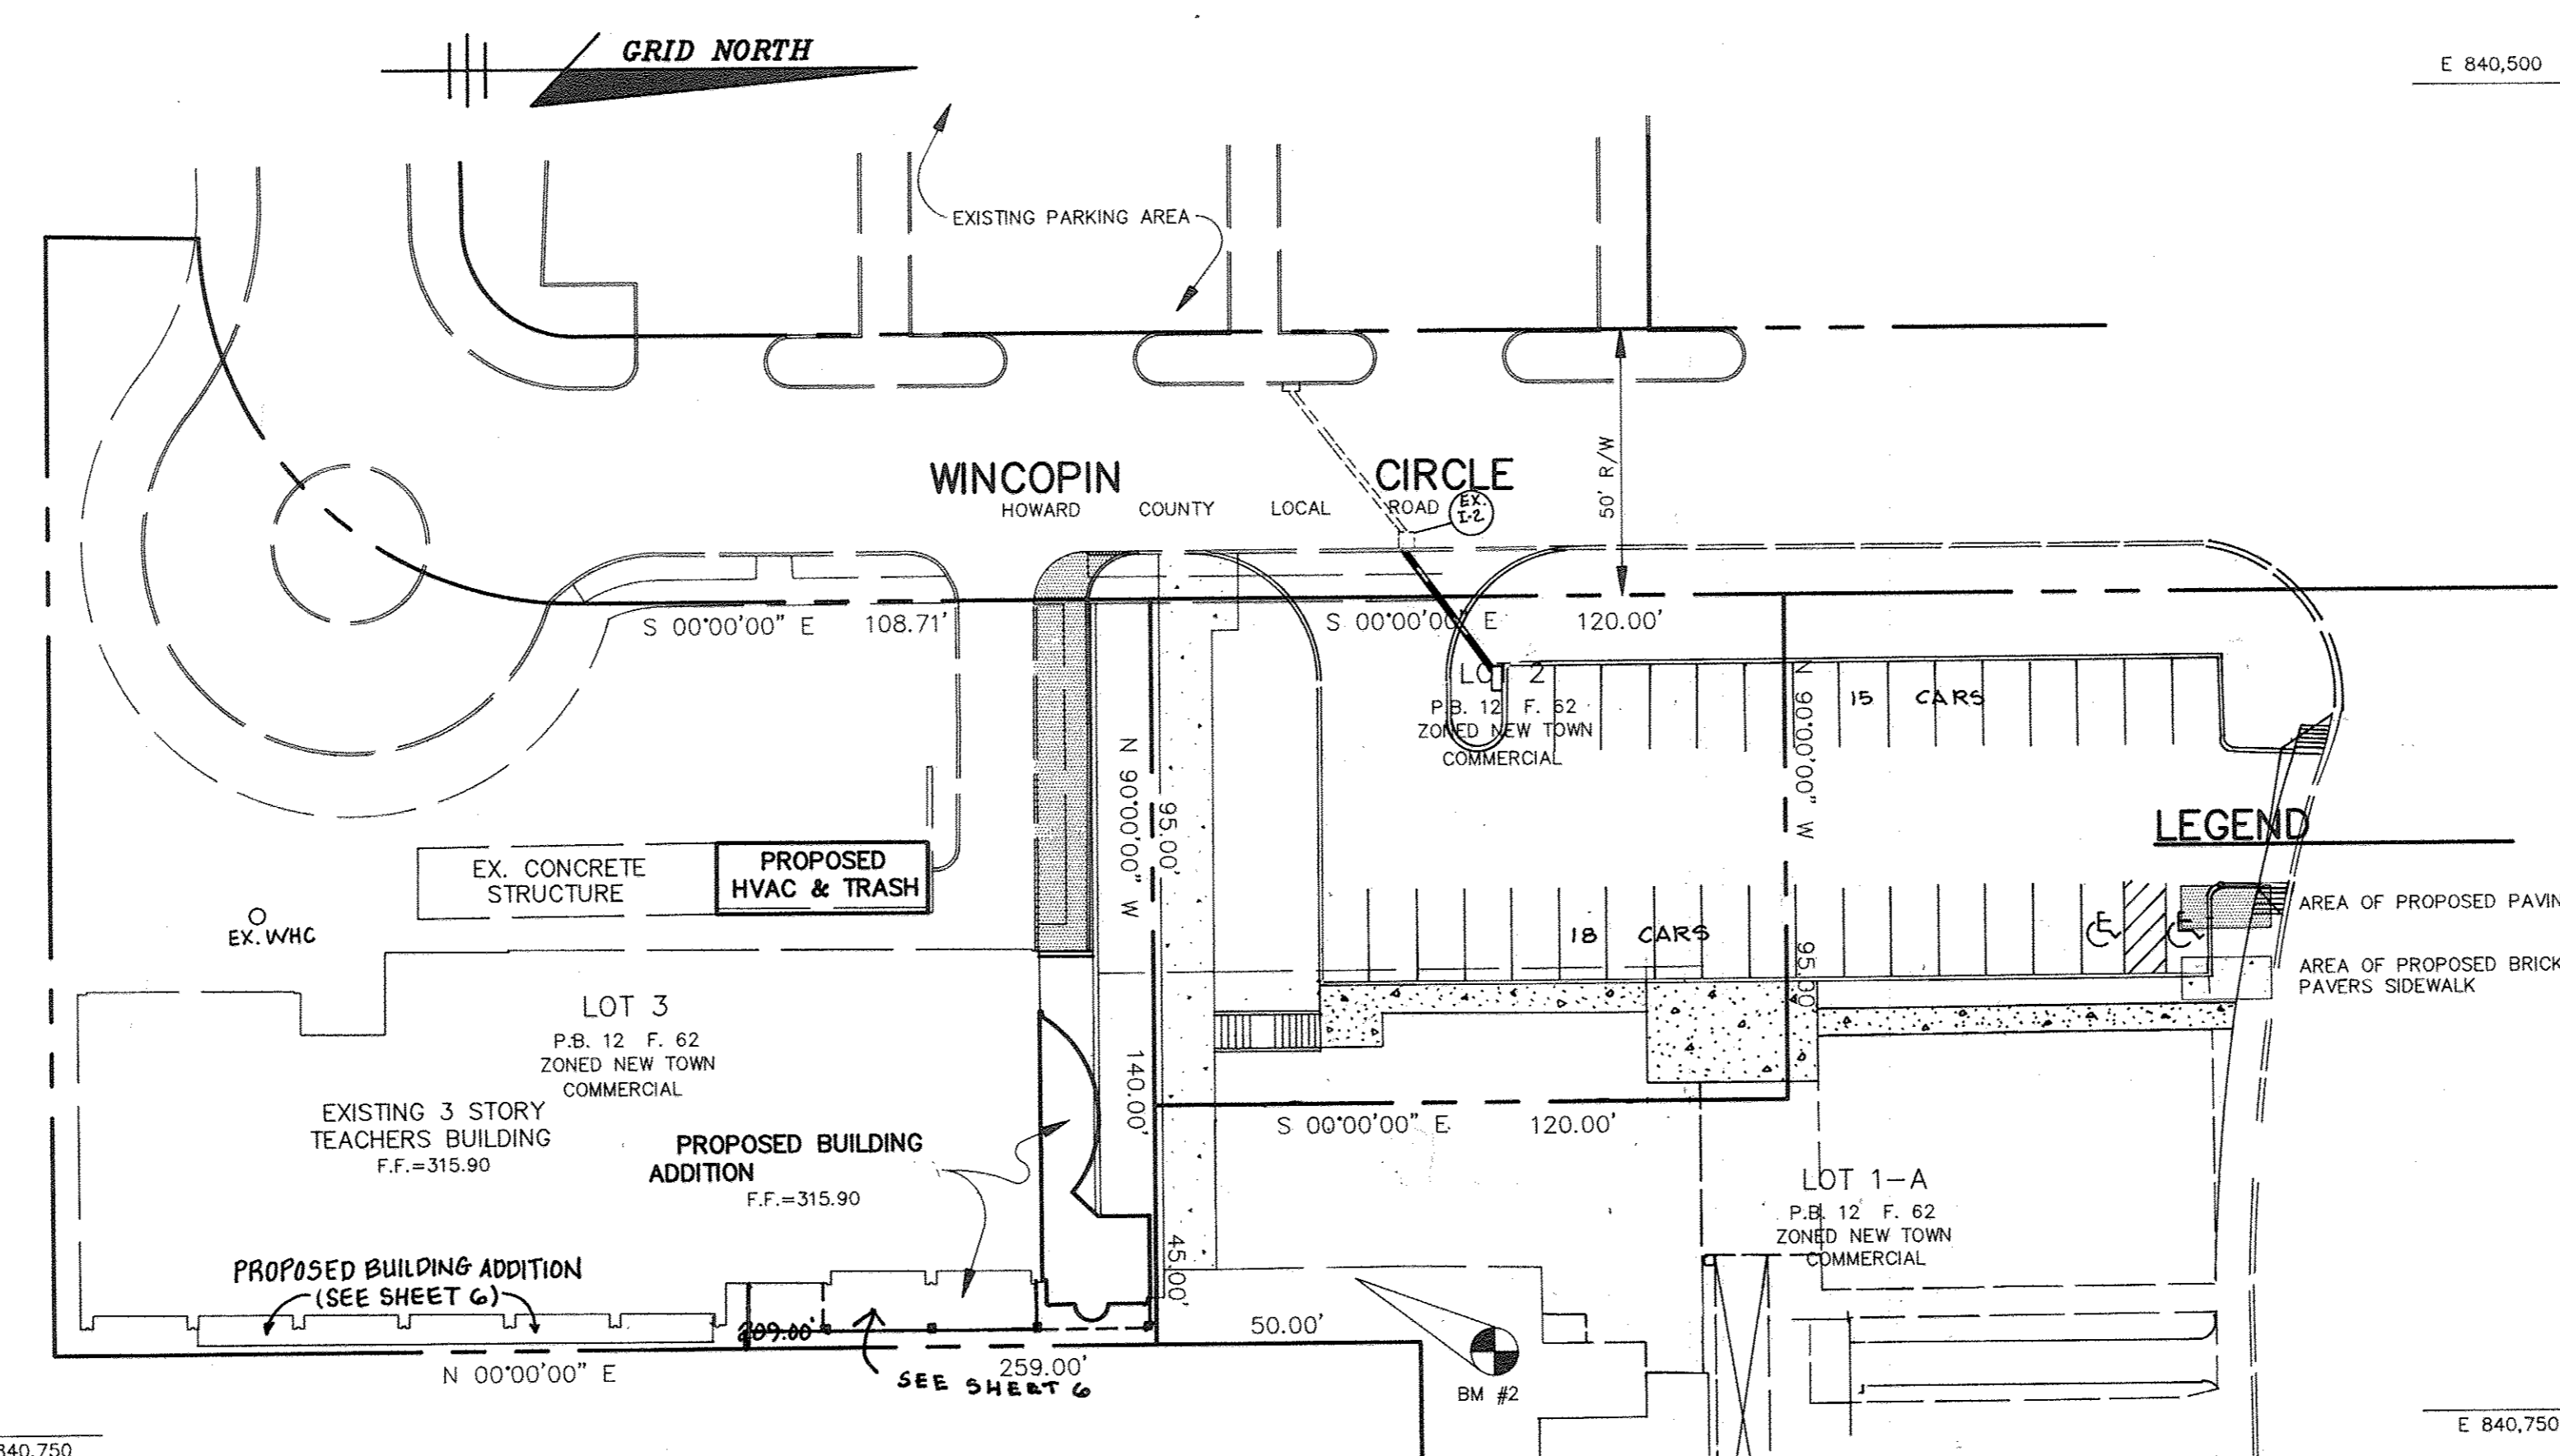 GRID NORTH
E 840,500
EXISTING PARKING AREA
50' R/W
WINCOPIN CIRCLE
HOWARD COUNTY LOCAL ROAD
EX.
I-2
S 00°00'00" E 108.71'
S 00°00'00" E 120.00'
LOT 2
P.B. 12 F. 62
ZONED NEW TOWN
COMMERCIAL
15 CARS
N 90°00'00" W
95.00'
N 90°00'00" W
95.00'
140.00'
45.00'
LEGEND
AREA OF PROPOSED PAVIN
AREA OF PROPOSED BRICK
PAVERS SIDEWALK
18 CARS
EX. CONCRETE
STRUCTURE
PROPOSED
HVAC & TRASH
EX. WHC
LOT 3
P.B. 12 F. 62
ZONED NEW TOWN
COMMERCIAL
EXISTING 3 STORY
TEACHERS BUILDING
F.F.=315.90
PROPOSED BUILDING
ADDITION
F.F.=315.90
S 00°00'00" E 120.00'
LOT 1-A
P.B. 12 F. 62
ZONED NEW TOWN
COMMERCIAL
PROPOSED BUILDING ADDITION
(SEE SHEET 6)
209.00'
50.00'
N 00°00'00" E
259.00'
SEE SHEET 6
BM #2
E 840,750
840,750